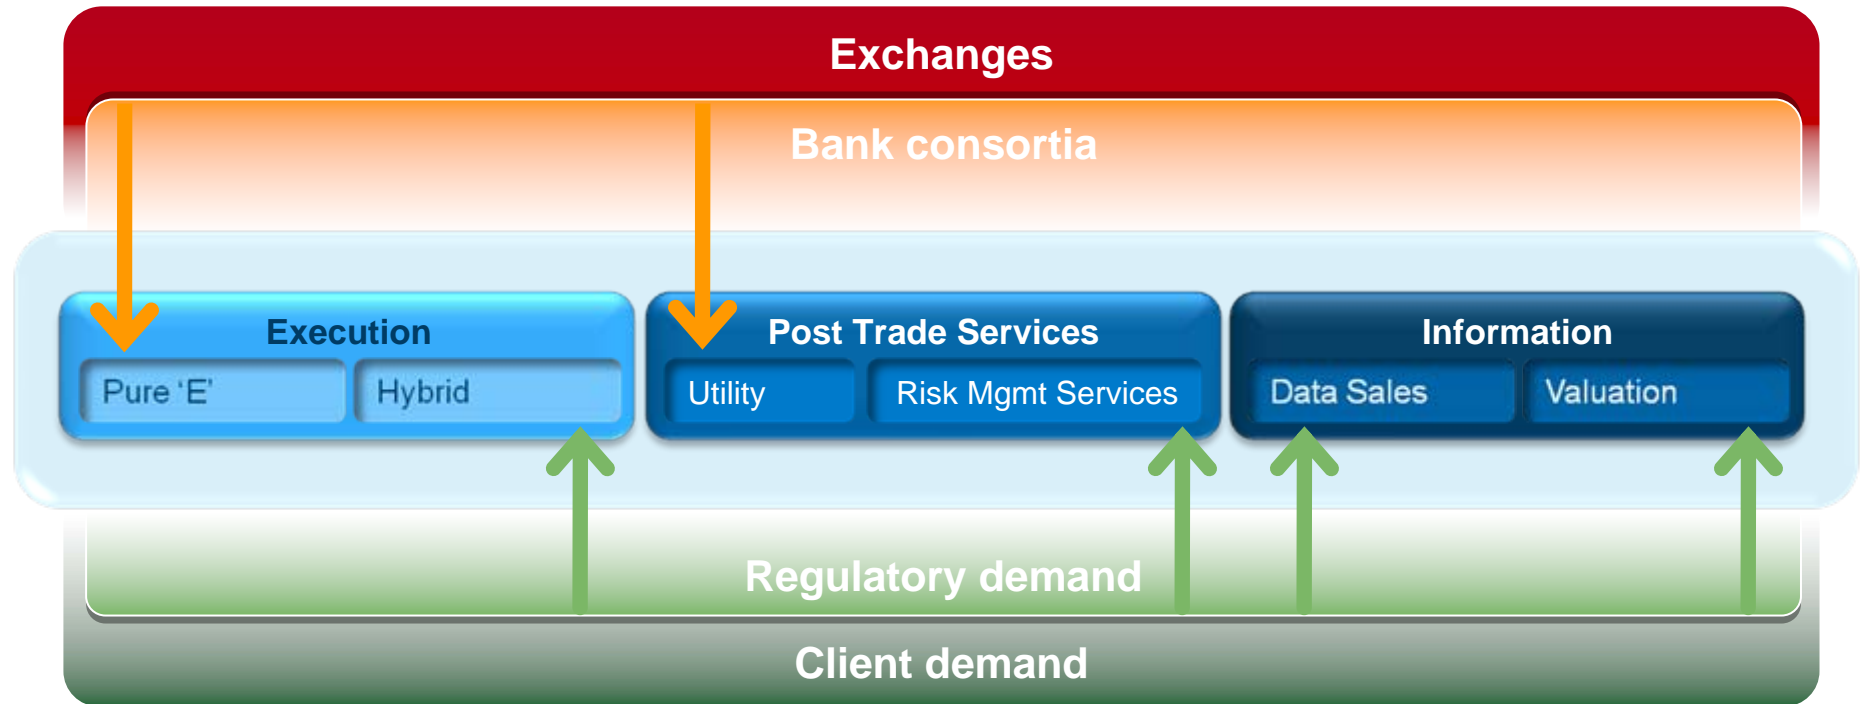 Exchanges
Bank consortia
Execution
Pure ‘E’
Hybrid
Post Trade Services
Utility
Risk Mgmt Services
Information
Data Sales
Valuation
Regulatory demand
Client demand